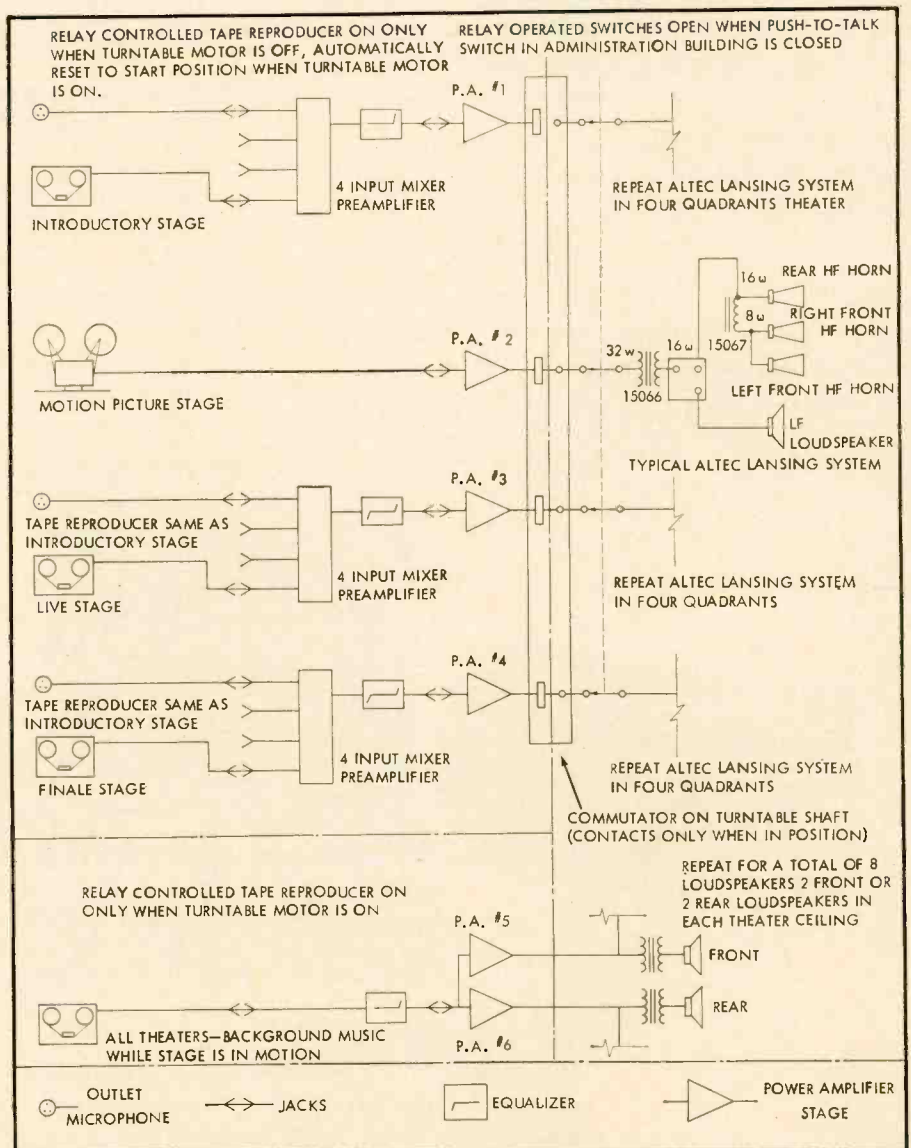 RELAY CONTROLLED TAPE REPRODUCER ON ONLY
WHEN TURNTABLE MOTOR IS OFF, AUTOMATICALLY
RESET TO START POSITION WHEN TURNTABLE MOTOR
IS ON.
RELAY OPERATED SWITCHES OPEN WHEN PUSH-TO-TALK
SWITCH IN ADMINISTRATION BUILDING IS CLOSED
P.A. #1
4 INPUT MIXER
PREAMPLIFIER
INTRODUCTORY STAGE
REPEAT ALTEC LANSING SYSTEM
IN FOUR QUADRANTS THEATER
P.A. #2
MOTION PICTURE STAGE
32 w
15066
16 ω
16 ω
8 ω
15067
REAR HF HORN
RIGHT FRONT
HF HORN
LEFT FRONT HF HORN
LF
LOUDSPEAKER
TYPICAL ALTEC LANSING SYSTEM
P.A. #3
TAPE REPRODUCER SAME AS
INTRODUCTORY STAGE
LIVE STAGE
4 INPUT MIXER
PREAMPLIFIER
REPEAT ALTEC LANSING SYSTEM
IN FOUR QUADRANTS
P.A. #4
TAPE REPRODUCER SAME AS
INTRODUCTORY STAGE
FINALE STAGE
4 INPUT MIXER
PREAMPLIFIER
REPEAT ALTEC LANSING SYSTEM
IN FOUR QUADRANTS
COMMUTATOR ON TURNTABLE SHAFT
(CONTACTS ONLY WHEN IN POSITION)
RELAY CONTROLLED TAPE REPRODUCER ON
ONLY WHEN TURNTABLE MOTOR IS ON
REPEAT FOR A TOTAL OF 8
LOUDSPEAKERS 2 FRONT OR
2 REAR LOUDSPEAKERS IN
EACH THEATER CEILING
P.A. #5
FRONT
REAR
P.A. #6
ALL THEATERS—BACKGROUND MUSIC
WHILE STAGE IS IN MOTION
OUTLET
MICROPHONE
JACKS
EQUALIZER
POWER AMPLIFIER
STAGE